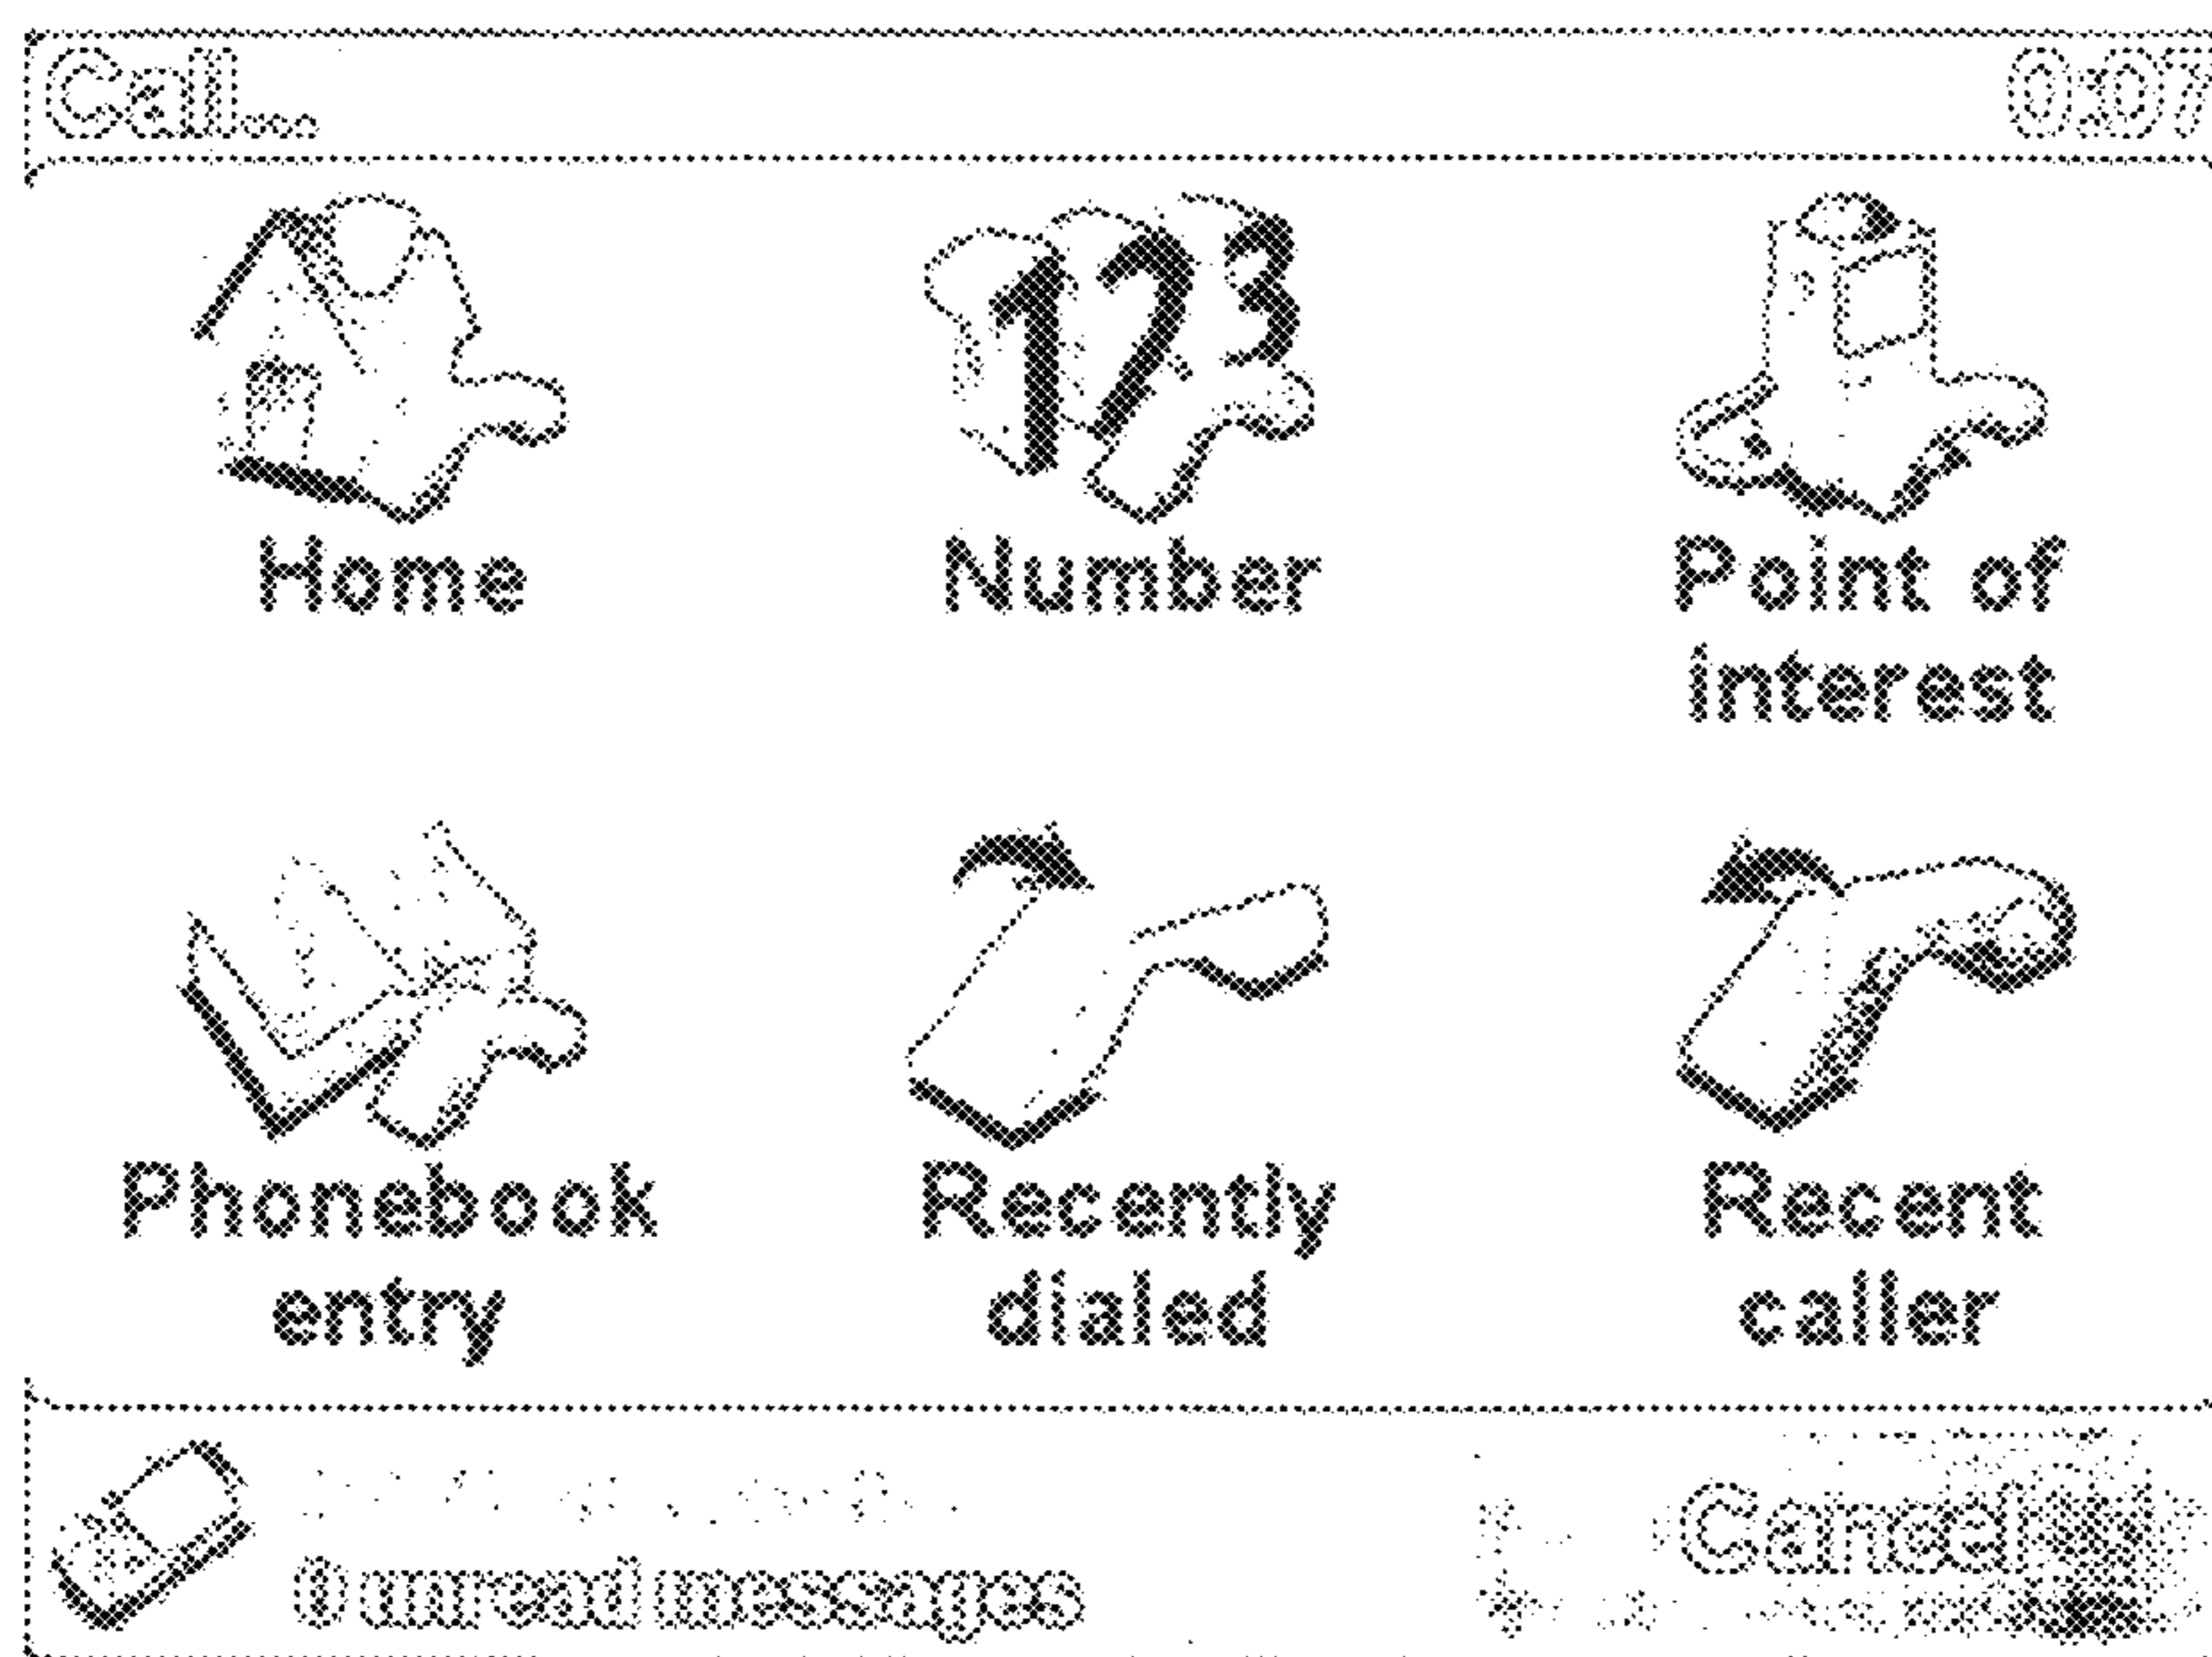 Call.... 0:07
123
Home Number Point of
interest
Phonebook Recently Recent
entry dialed caller
Cancel
0 unread messages